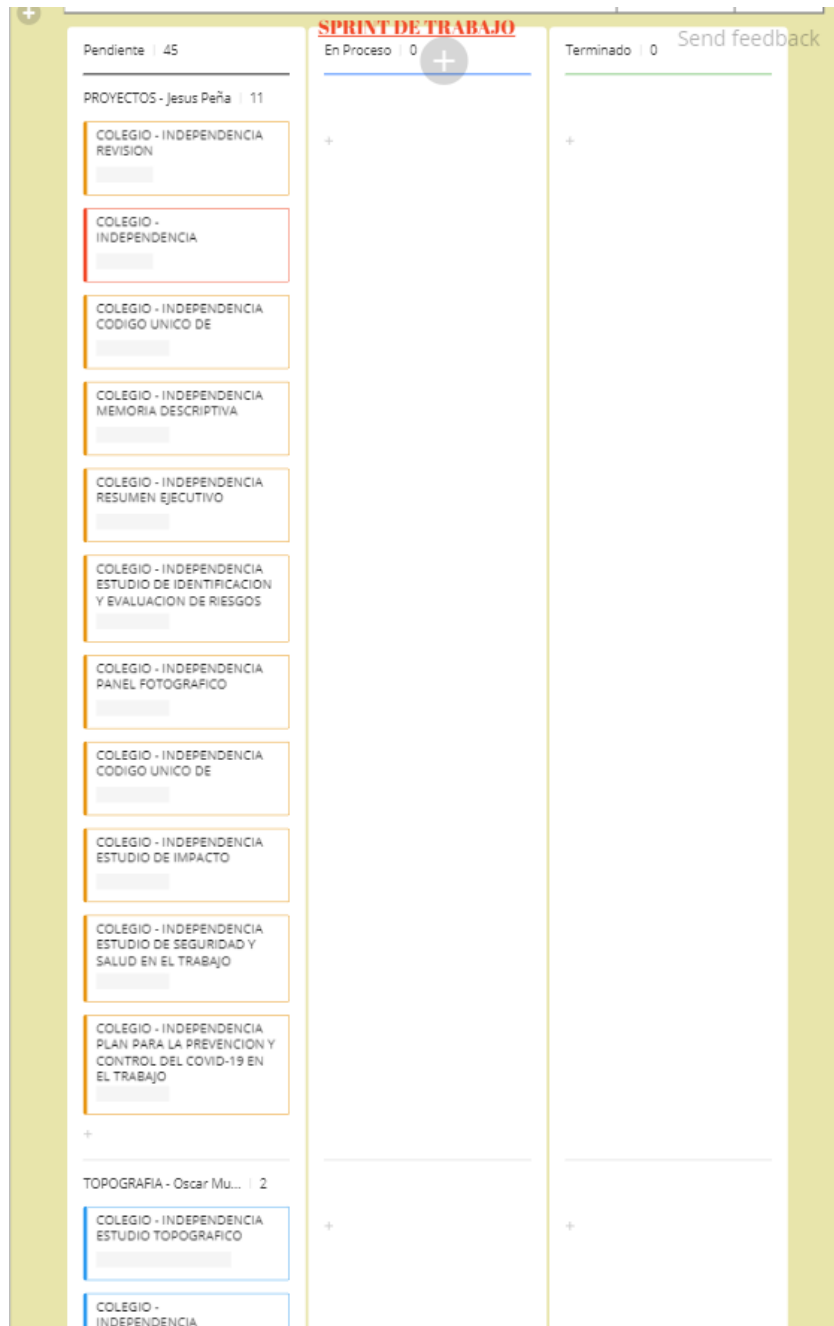 SPRINT DE TRABAJO
Send feedback
Pendiente | 45
En Proceso | 0
Terminado | 0
PROYECTOS - Jesus Peña | 11
COLEGIO - INDEPENDENCIA
REVISION
COLEGIO -
INDEPENDENCIA
COLEGIO - INDEPENDENCIA
CODIGO UNICO DE
COLEGIO - INDEPENDENCIA
MEMORIA DESCRIPTIVA
COLEGIO - INDEPENDENCIA
RESUMEN EJECUTIVO
COLEGIO - INDEPENDENCIA
ESTUDIO DE IDENTIFICACION
Y EVALUACION DE RIESGOS
COLEGIO - INDEPENDENCIA
PANEL FOTOGRAFICO
COLEGIO - INDEPENDENCIA
CODIGO UNICO DE
COLEGIO - INDEPENDENCIA
ESTUDIO DE IMPACTO
COLEGIO - INDEPENDENCIA
ESTUDIO DE SEGURIDAD Y
SALUD EN EL TRABAJO
COLEGIO - INDEPENDENCIA
PLAN PARA LA PREVENCION Y
CONTROL DEL COVID-19 EN
EL TRABAJO
TOPOGRAFIA - Oscar Mu... | 2
COLEGIO - INDEPENDENCIA
ESTUDIO TOPOGRAFICO
COLEGIO -
INDEPENDENCIA